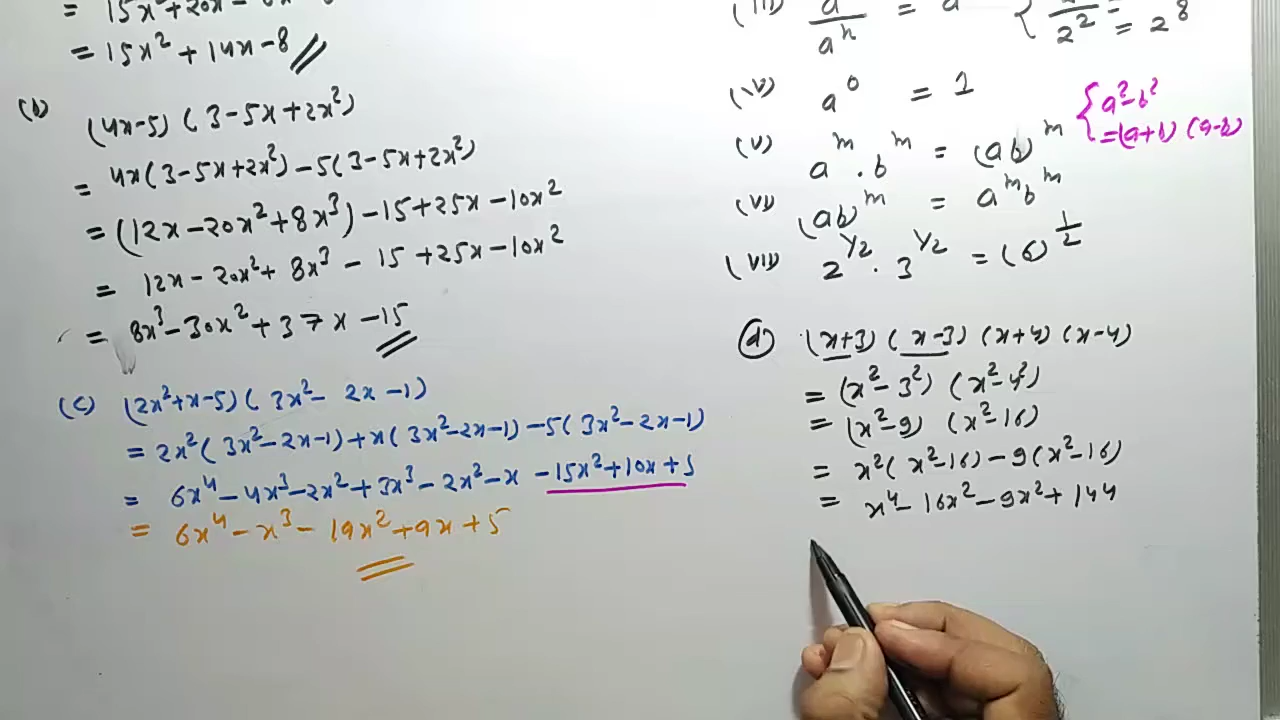 = 15x² + 14x - 8
(b)
(4x-5) (3-5x+2x²)
= 4x(3-5x+2x²) - 5(3-5x+2x²)
= (12x - 20x² + 8x³) - 15 + 25x - 10x²
= 12x - 20x² + 8x³ - 15 + 25x - 10x²
= 8x³ - 30x² + 37x - 15
(c) (2x²+x-5) (3x² - 2x - 1)
= 2x²(3x²-2x-1) + x(3x²-2x-1) - 5(3x²-2x-1)
= 6x⁴ - 4x³ - 2x² + 3x³ - 2x² - x - 15x² + 10x + 5
= 6x⁴ - x³ - 19x² + 9x + 5
a⁰ = 1
{ a²-b²
= (a+b) (a-b)
(V) aᵐ . bᵐ = (ab)ᵐ
(VI) (ab)ᵐ = aᵐbᵐ
(VII) 2^1/2 . 3^1/2 = (6)^1/2
(d) (x+3) (x-3) (x+4) (x-4)
= (x² - 3²) (x² - 4²)
= (x²-9) (x²-16)
= x²(x²-16) - 9(x²-16)
= x⁴ - 16x² - 9x² + 144